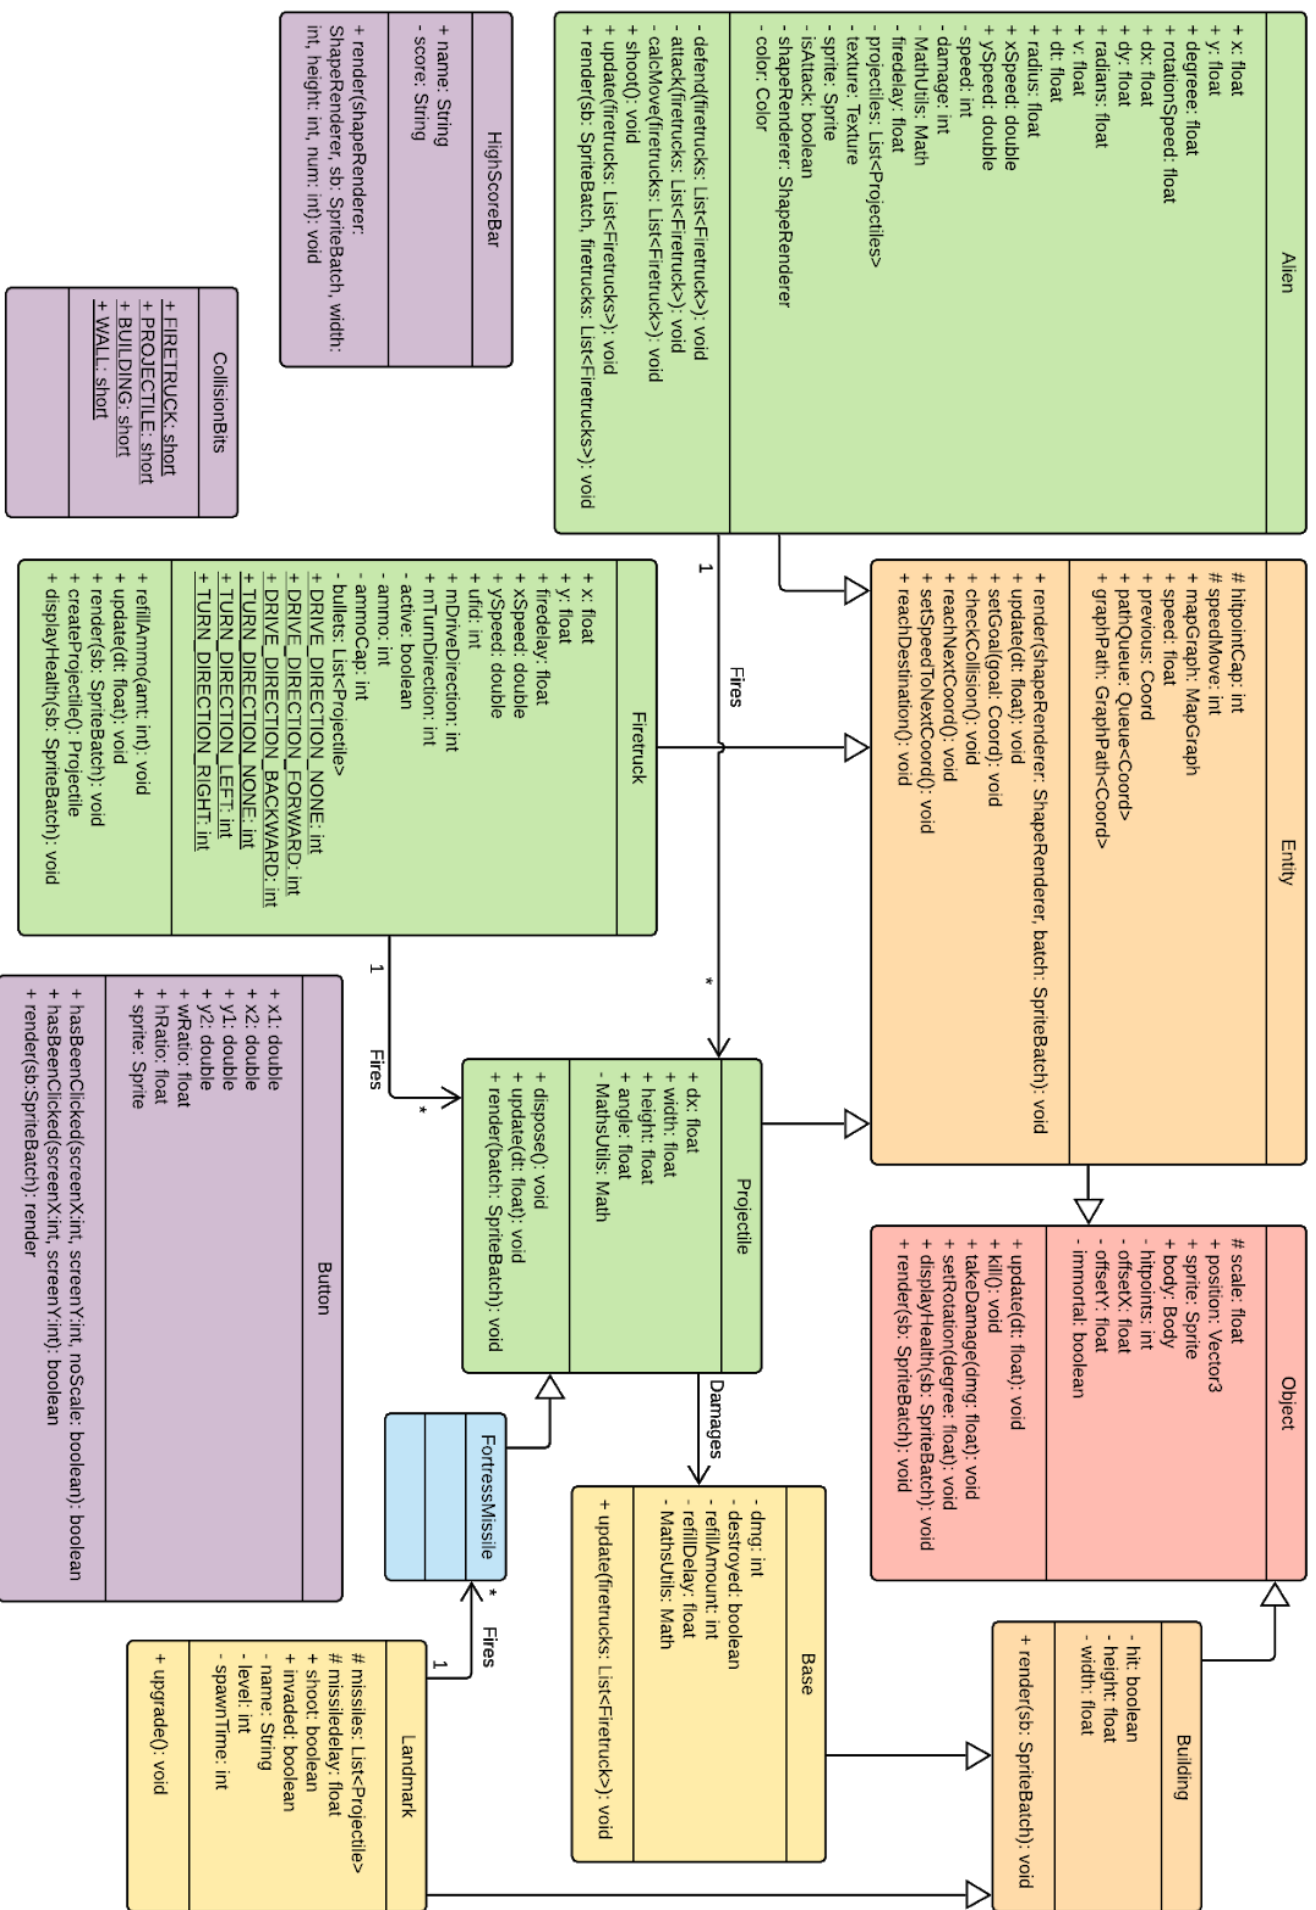 Alien
+ x: float
+ y: float
+ degreee: float
+ rotationSpeed: float
+ dx: float
+ dy: float
+ radians: float
+ v: float
+ dt: float
+ radius: float
+ xSpeed: double
+ ySpeed: double
- speed: int
- damage: int
- MathUtils: Math
- firedelay: float
- projectiles: List<Projectiles>
- texture: Texture
- sprite: Sprite
- isAttack: boolean
- shapeRenderer: ShapeRenderer
- color: Color
- defend(firetrucks: List<Firetruck>): void
- attack(firetrucks: List<Firetruck>): void
- calcMove(firetrucks: List<Firetruck>): void
+ shoot(): void
+ update(firetrucks: List<Firetrucks>): void
+ render(sb: SpriteBatch, firetrucks: List<Firetrucks>): void
Entity
# hitpointCap: int
# speedMove: int
+ mapGraph: MapGraph
+ speed: float
+ previous: Coord
+ pathQueue: Queue<Coord>
+ graphPath: GraphPath<Coord>
+ render(shapeRenderer: ShapeRenderer, batch: SpriteBatch): void
+ update(dt: float): void
+ setGoal(goal: Coord): void
+ checkCollision(): void
+ reachNextCoord(): void
+ setSpeedToNextCoord(): void
+ reachDestination(): void
Object
# scale: float
+ position: Vector3
+ sprite: Sprite
+ body: Body
- hitpoints: int
- offsetX: float
- offsetY: float
- immortal: boolean
+ update(dt: float): void
+ kill(): void
+ takeDamage(dmg: float): void
+ setRotation(degree: float): void
+ displayHealth(sb: SpriteBatch): void
+ render(sb: SpriteBatch): void
Building
- hit: boolean
- height: float
- width: float
+ render(sb: SpriteBatch): void
1
Fires
*
Projectile
+ dx: float
+ width: float
+ height: float
+ angle: float
- MathsUtils: Math
+ dispose(): void
+ update(dt: float): void
+ render(batch: SpriteBatch): void
Damages
Base
- dmg: int
- destroyed: boolean
- refillAmount: int
- refillDelay: float
- MathsUtils: Math
+ update(firetrucks: List<Firetruck>): void
HighScoreBar
+ name: String
- score: String
+ render(shapeRenderer:
ShapeRenderer, sb: SpriteBatch, width:
int, height: int, num: int): void
Firetruck
+ x: float
+ y: float
+ firedelay: float
+ xSpeed: double
+ ySpeed: double
+ ufid: int
+ mDriveDirection: int
+ mTurnDirection: int
- active: boolean
- ammo: int
- ammoCap: int
- bullets: List<Projectile>
+ DRIVE_DIRECTION_NONE: int
+ DRIVE_DIRECTION_FORWARD: int
+ DRIVE_DIRECTION_BACKWARD: int
+ TURN_DIRECTION_NONE: int
+ TURN_DIRECTION_LEFT: int
+ TURN_DIRECTION_RIGHT: int
+ refillAmmo(amt: int): void
+ update(dt: float): void
+ render(sb: SpriteBatch): void
+ createProjectile(): Projectile
+ displayHealth(sb: SpriteBatch): void
1
Fires
*
FortressMissile
*
Fires
1
Landmark
# missiles: List<Projectile>
# missiledelay: float
+ shoot: boolean
+ invaded: boolean
- name: String
- level: int
- spawnTime: int
+ upgrade(): void
CollisionBits
+ FIRETRUCK: short
+ PROJECTILE: short
+ BUILDING: short
+ WALL: short
Button
+ x1: double
+ x2: double
+ y1: double
+ y2: double
+ wRatio: float
+ hRatio: float
+ sprite: Sprite
+ hasBeenClicked(screenX:int, screenY:int, noScale: boolean): boolean
+ hasBeenClicked(screenX:int, screenY:int): boolean
+ render(sb:SpriteBatch): render